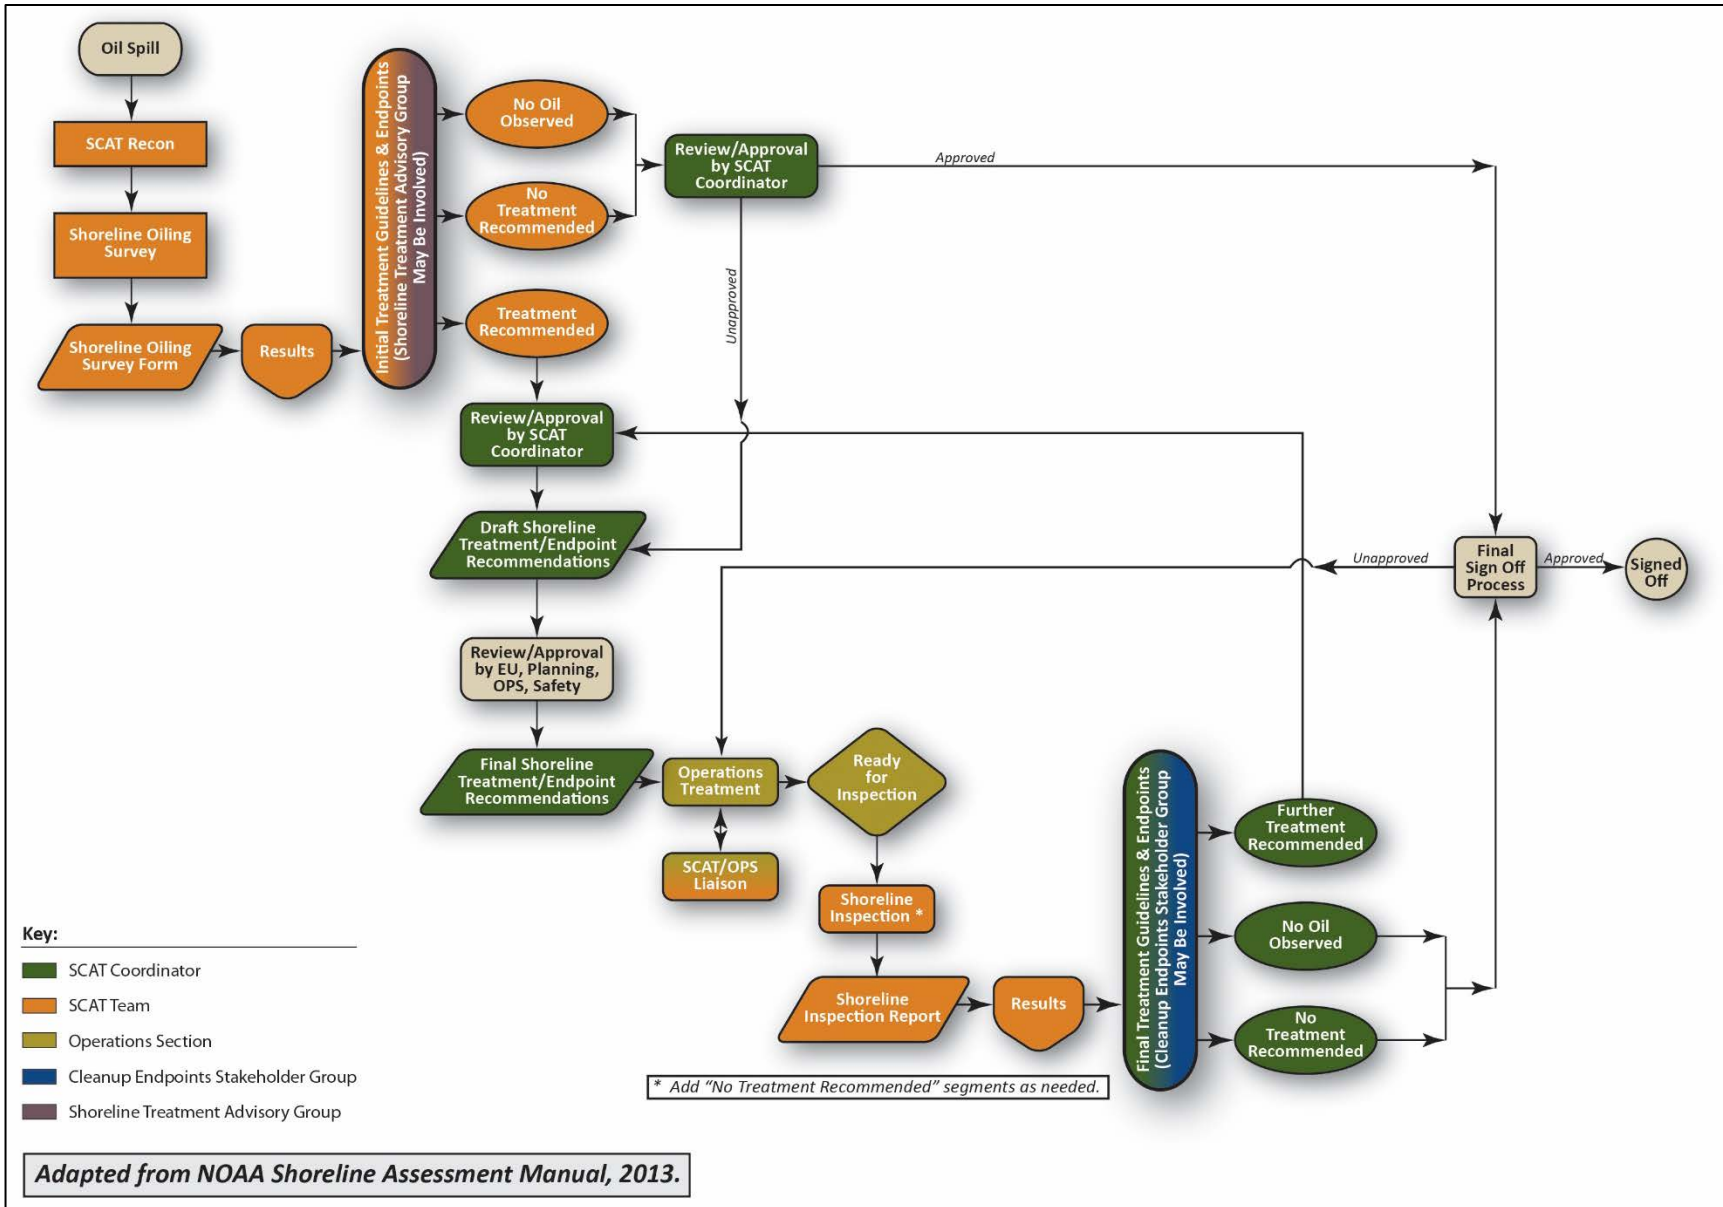 Oil Spill
SCAT Recon
Shoreline Oiling
Survey
Shoreline Oiling
Survey Form
Results
Initial Treatment Guidelines & Endpoints
(Shoreline Treatment Advisory Group
May Be Involved)
No Oil
Observed
No
Treatment
Recommended
Treatment
Recommended
Review/Approval
by SCAT
Coordinator
Approved
Unapproved
Review/Approval
by SCAT
Coordinator
Draft Shoreline
Treatment/Endpoint
Recommendations
Review/Approval
by EU, Planning,
OPS, Safety
Final Shoreline
Treatment/Endpoint
Recommendations
Operations
Treatment
SCAT/OPS
Liaison
Ready
for
Inspection
Shoreline
Inspection *
Shoreline
Inspection Report
Results
Final Treatment Guidelines & Endpoints
(Cleanup Endpoints Stakeholder Group
May Be Involved)
Further
Treatment
Recommended
No Oil
Observed
No
Treatment
Recommended
Unapproved
Final
Sign Off
Process
Approved
Signed
Off
* Add "No Treatment Recommended" segments as needed.
Key:
SCAT Coordinator
SCAT Team
Operations Section
Cleanup Endpoints Stakeholder Group
Shoreline Treatment Advisory Group
Adapted from NOAA Shoreline Assessment Manual, 2013.